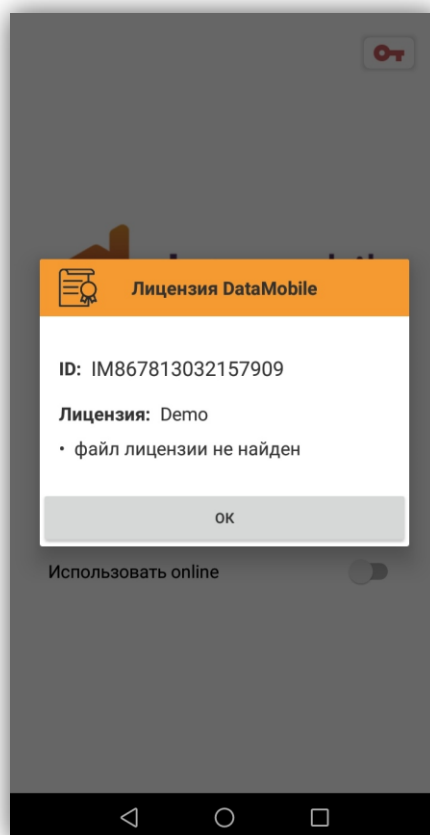 Лицензия DataMobile
ID: IM867813032157909
Лицензия: Demo
• файл лицензии не найден
ОК
Использовать online